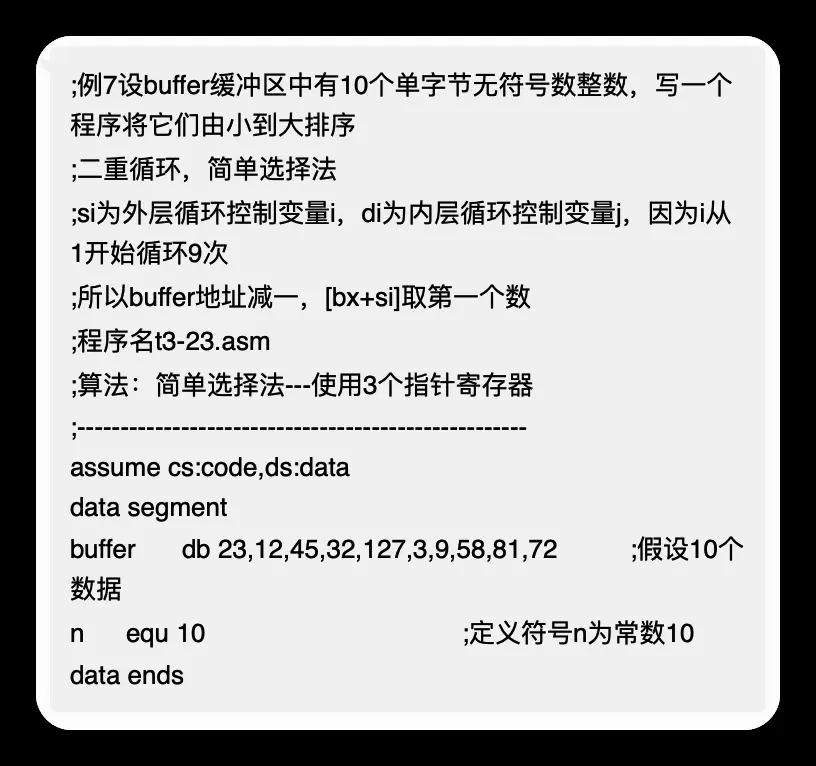 ;例7设buffer缓冲区中有10个单字节无符号数整数，写一个
程序将它们由小到大排序
;二重循环，简单选择法
;si为外层循环控制变量i，di为内层循环控制变量j，因为i从
1开始循环9次
;所以buffer地址减一，[bx+si]取第一个数
;程序名t3-23.asm
;算法：简单选择法---使用3个指针寄存器
;----------------------------------------------------
assume cs:code,ds:data
data segment
buffer db 23,12,45,32,127,3,9,58,81,72 ;假设10个
数据
n equ 10 ;定义符号n为常数10
data ends